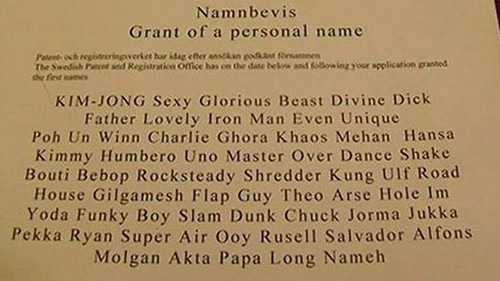 Namnbevis
Grant of a personal name
Patent- och registreringsverket har idag efter ansökan godkänt förnamnen
The Swedish Patent and Registration Office has on the date below and following your application granted
the first names
KIM-JONG Sexy Glorious Beast Divine Dick
Father Lovely Iron Man Even Unique
Poh Un Winn Charlie Ghora Khaos Mehan Hansa
Kimmy Humbero Uno Master Over Dance Shake
Bouti Bebop Rocksteady Shredder Kung Ulf Road
House Gilgamesh Flap Guy Theo Arse Hole Im
Yoda Funky Boy Slam Dunk Chuck Jorma Jukka
Pekka Ryan Super Air Ooy Rusell Salvador Alfons
Molgan Akta Papa Long Nameh